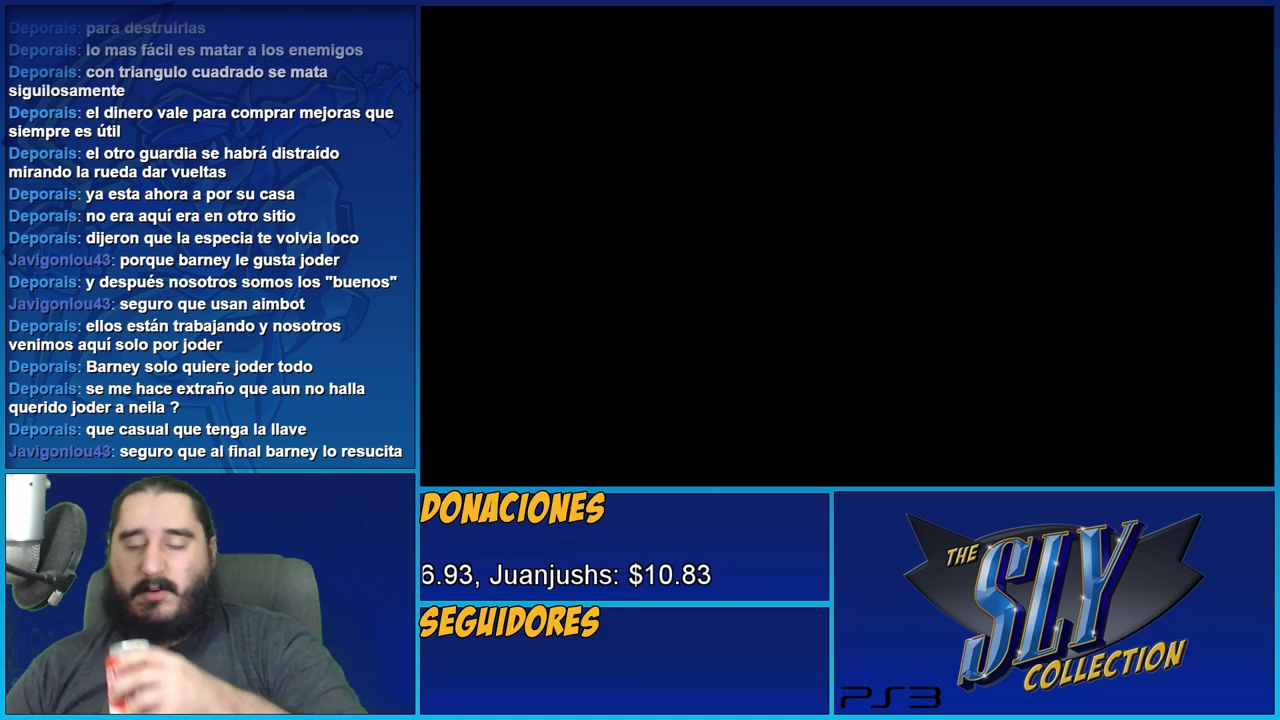 Deporais: para destruirlas
Deporais: lo mas fácil es matar a los enemigos
Deporais: con triangulo cuadrado se mata
siguilosamente
Deporais: el dinero vale para comprar mejoras que
siempre es útil
Deporais: el otro guardia se habrá distraído
mirando la rueda dar vueltas
Deporais: ya esta ahora a por su casa
Deporais: no era aquí era en otro sitio
Deporais: dijeron que la especia te volvia loco
Javigonlou43: porque barney le gusta joder
Deporais: y después nosotros somos los "buenos"
Javigonlou43: seguro que usan aimbot
Deporais: ellos están trabajando y nosotros
venimos aquí solo por joder
Deporais: Barney solo quiere joder todo
Deporais: se me hace extraño que aun no halla
querido joder a neila ?
Deporais: que casual que tenga la llave
Javigonlou43: seguro que al final barney lo resucita
DONACIONES
6.93, Juanjushs: $10.83
SEGUIDORES
THE
SLY
COLLECTION
PS3